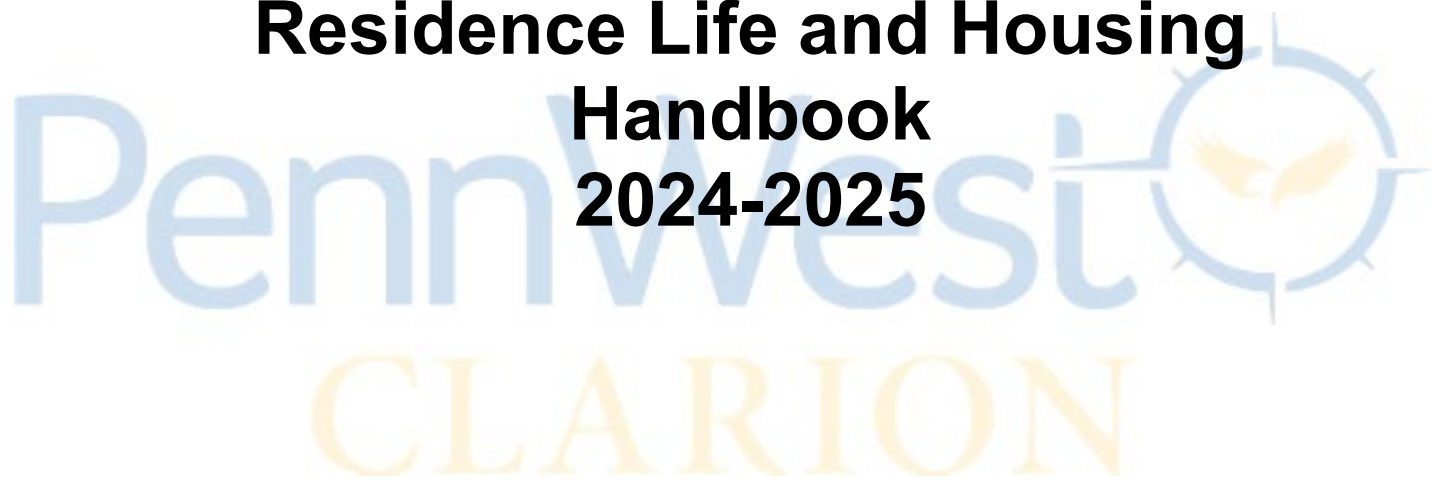 Residence Life and Housing
Handbook
2024-2025
PennWest
CLARION